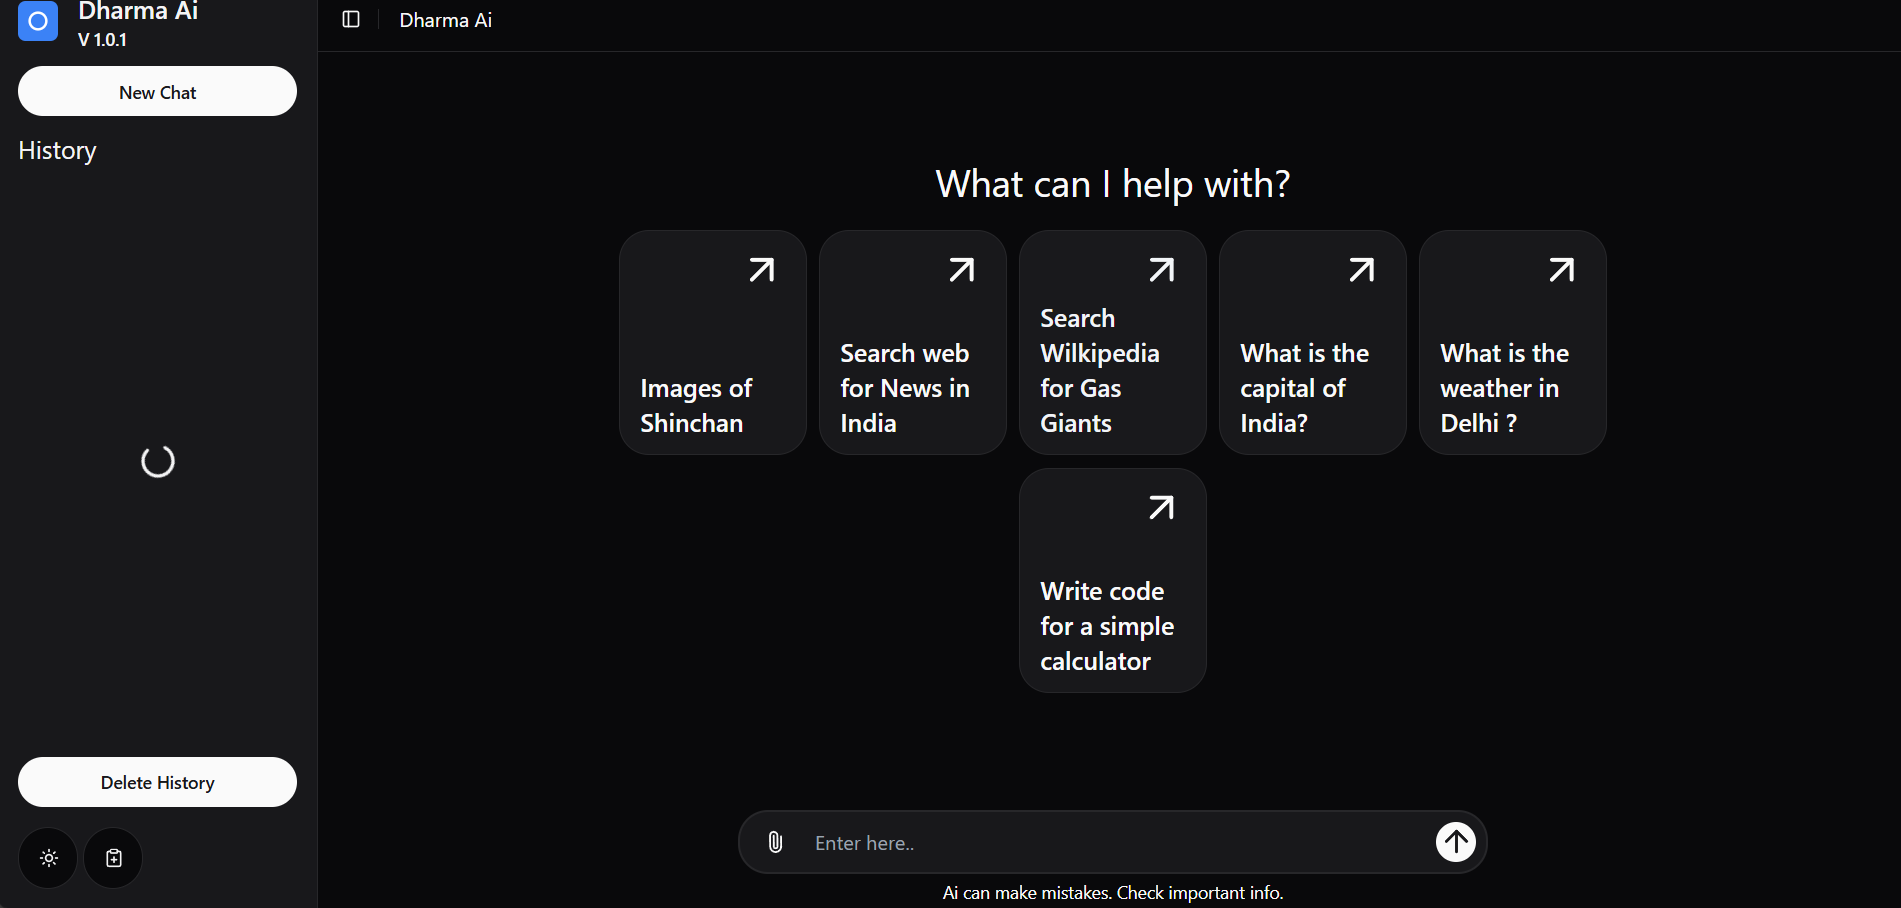 Dharma Ai
V 1.0.1
New Chat
History
Delete History
Dharma Ai
What can I help with?
Images of
Shinchan
Search web
for News in
India
Search
Wilkipedia
for Gas
Giants
What is the
capital of
India?
What is the
weather in
Delhi ?
Write code
for a simple
calculator
Enter here..
Ai can make mistakes. Check important info.